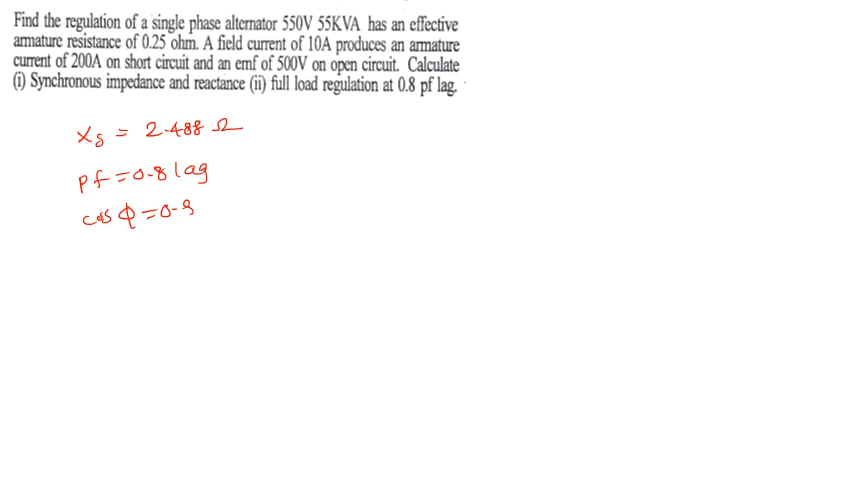 Find the regulation of a single phase alternator 550V 55KVA has an effective
armature resistance of 0.25 ohm. A field current of 10A produces an armature
current of 200A on short circuit and an emf of 500V on open circuit. Calculate
(i) Synchronous impedance and reactance (ii) full load regulation at 0.8 pf lag.
Xs = 2.488 Ω
pf = 0.8 lag
cos ϕ = 0.8